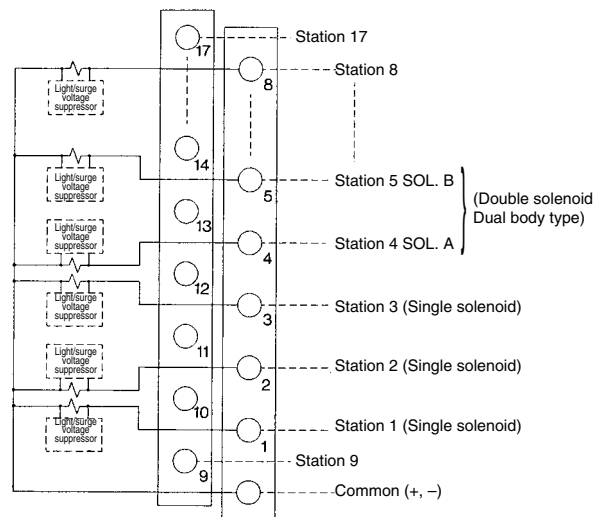 17
Station 17
8
Station 8
Light/surge
voltage
suppressor
14
5
Station 5 SOL. B
Light/surge
voltage
suppressor
(Double solenoid
Dual body type)
13
Light/surge
voltage
suppressor
4
Station 4 SOL. A
12
Light/surge
voltage
suppressor
3
Station 3 (Single solenoid)
11
Light/surge
voltage
suppressor
2
Station 2 (Single solenoid)
10
Light/surge
voltage
suppressor
1
Station 1 (Single solenoid)
9
Station 9
Common (+, –)